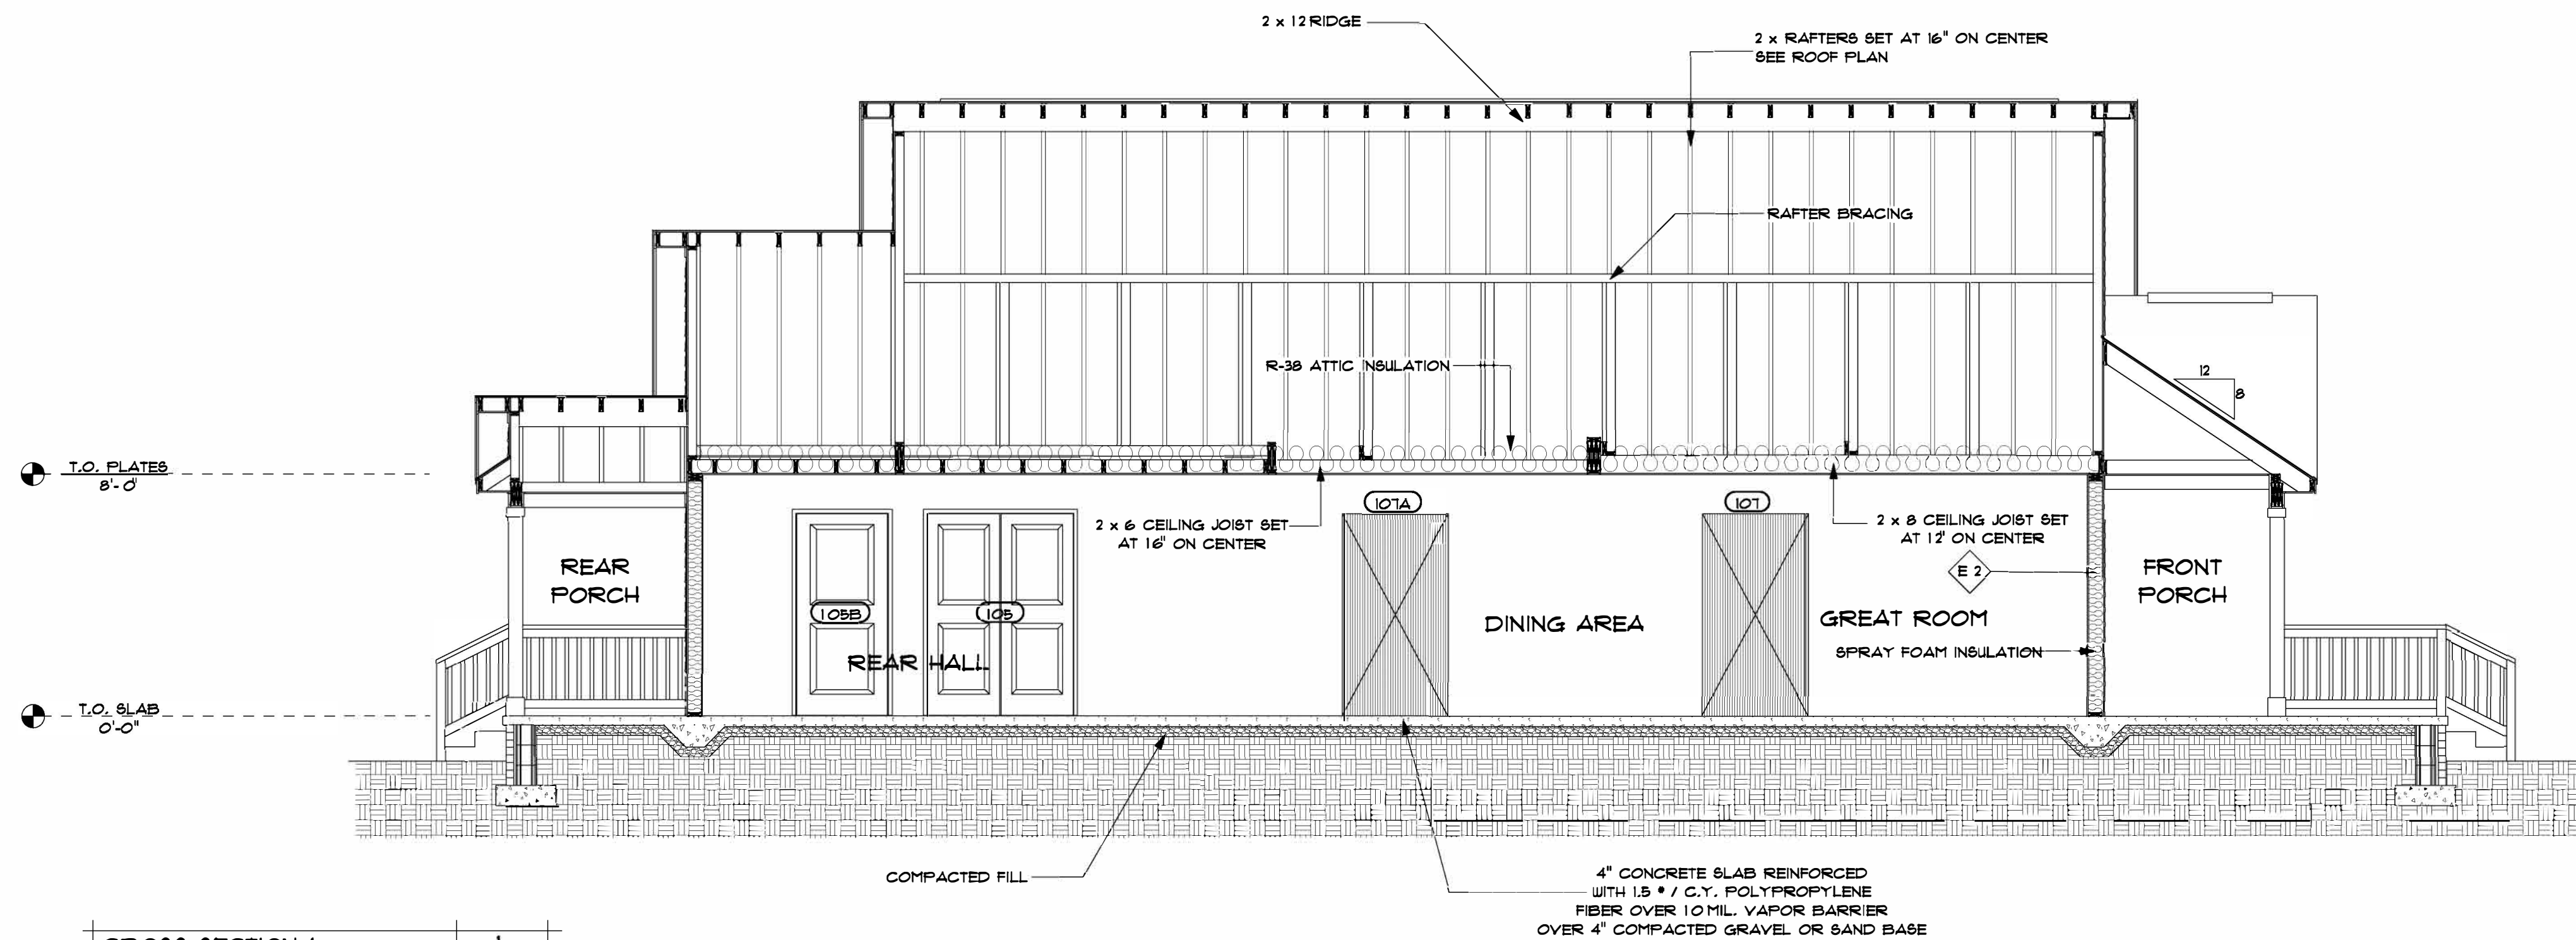 2 x 12 RIDGE
2 x RAFTERS SET AT 16" ON CENTER
SEE ROOF PLAN
RAFTER BRACING
R-38 ATTIC INSULATION
12
8
T.O. PLATES
8'-0"
107A
107
2 x 6 CEILING JOIST SET
AT 16" ON CENTER
2 x 8 CEILING JOIST SET
AT 12" ON CENTER
E 2
REAR
PORCH
FRONT
PORCH
105B
105
DINING AREA
GREAT ROOM
REAR HALL
SPRAY FOAM INSULATION
T.O. SLAB
0'-0"
COMPACTED FILL
4" CONCRETE SLAB REINFORCED
WITH 1.5 # / C.Y. POLYPROPYLENE
FIBER OVER 10 MIL. VAPOR BARRIER
OVER 4" COMPACTED GRAVEL OR SAND BASE
CROSS SECTION